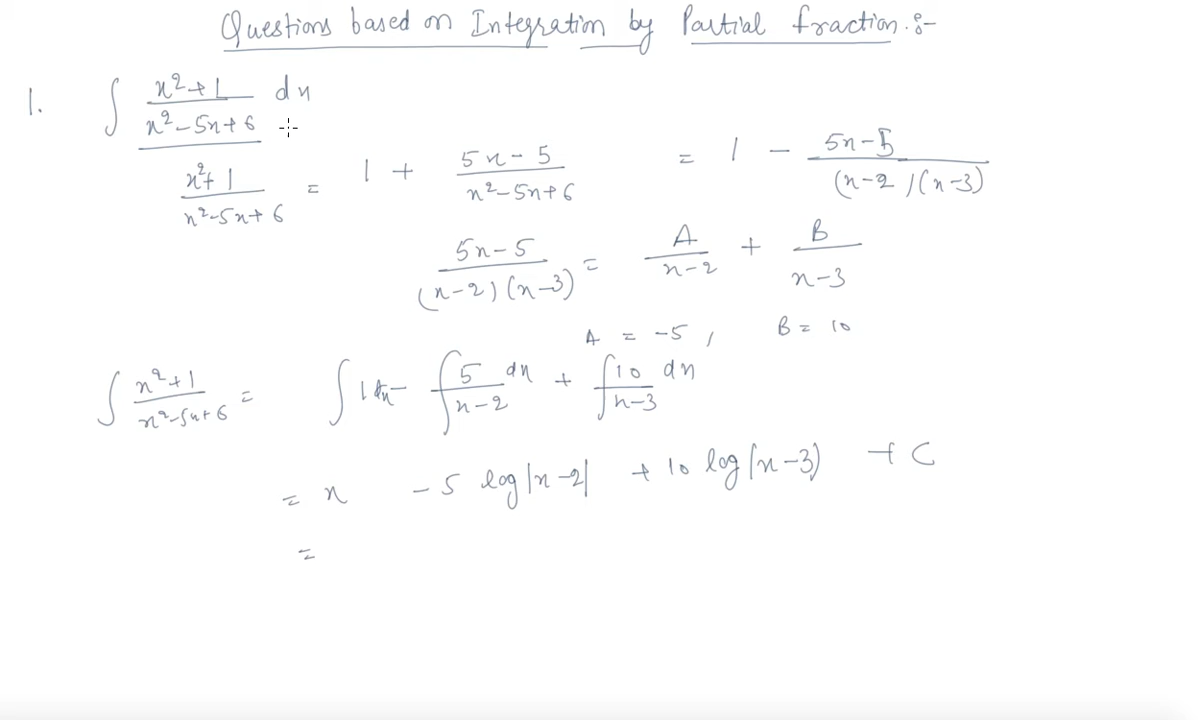 Questions based on Integration by Partial fraction :-
1. ∫ x²+1 / x²-5x+6 dx
x²+1 / x²-5x+6 = 1 + 5x-5 / x²-5x+6 = 1 - 5x-5 / (x-2)(x-3)
5x-5 / (x-2)(x-3) = A / x-2 + B / x-3
A = -5, B = 10
∫ x²+1 / x²-5x+6 = ∫ 1dx - ∫ 5 / x-2 dx + ∫ 10 / x-3 dx
= x - 5 log|x-2| + 10 log|x-3| + C
=